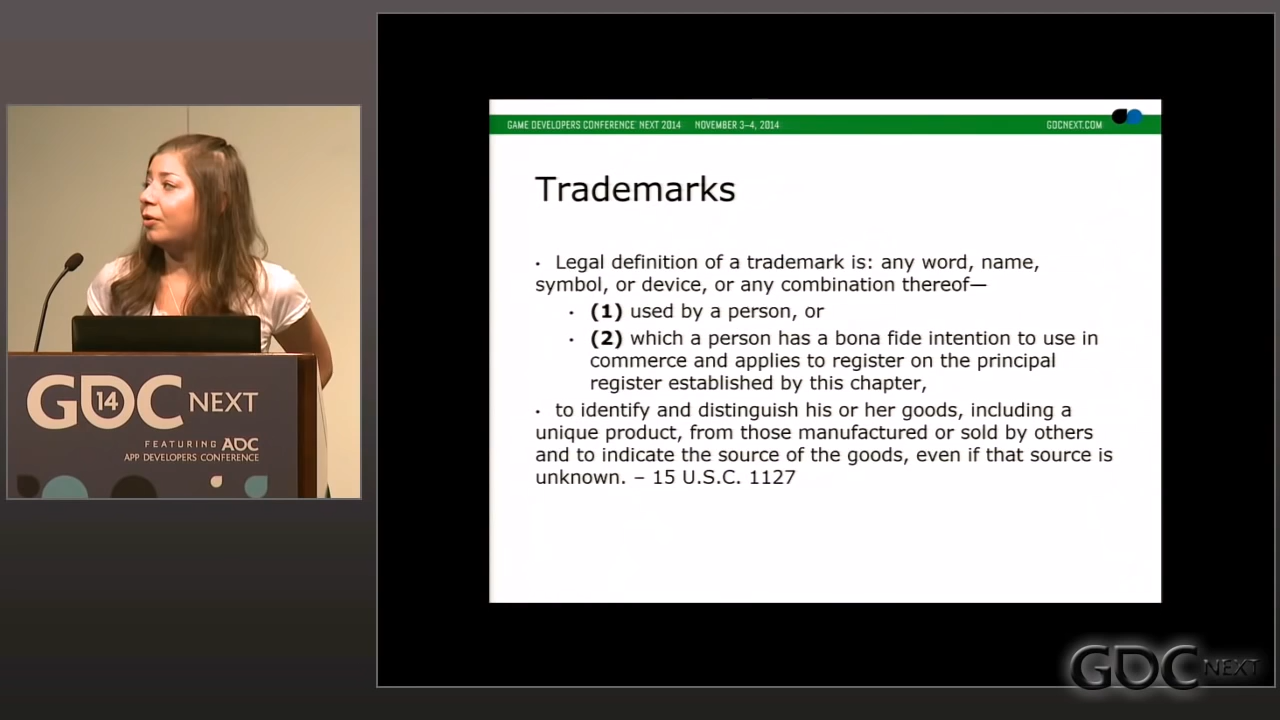 GDC 14 NEXT
FEATURING ADC
APP DEVELOPERS CONFERENCE
GAME DEVELOPERS CONFERENCE NEXT 2014 NOVEMBER 3–4, 2014 GDCNEXT.COM
Trademarks
• Legal definition of a trademark is: any word, name,
symbol, or device, or any combination thereof—
• (1) used by a person, or
• (2) which a person has a bona fide intention to use in
commerce and applies to register on the principal
register established by this chapter,
• to identify and distinguish his or her goods, including a
unique product, from those manufactured or sold by others
and to indicate the source of the goods, even if that source is
unknown. – 15 U.S.C. 1127
GDC NEXT